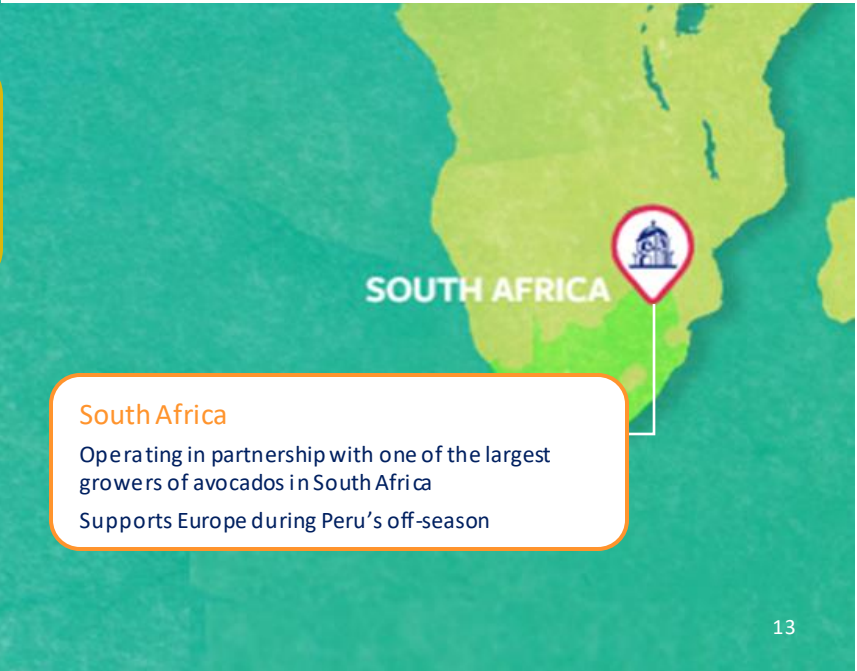 SOUTH AFRICA
South Africa
Operating in partnership with one of the largest
growers of avocados in South Africa
Supports Europe during Peru’s off-season
13